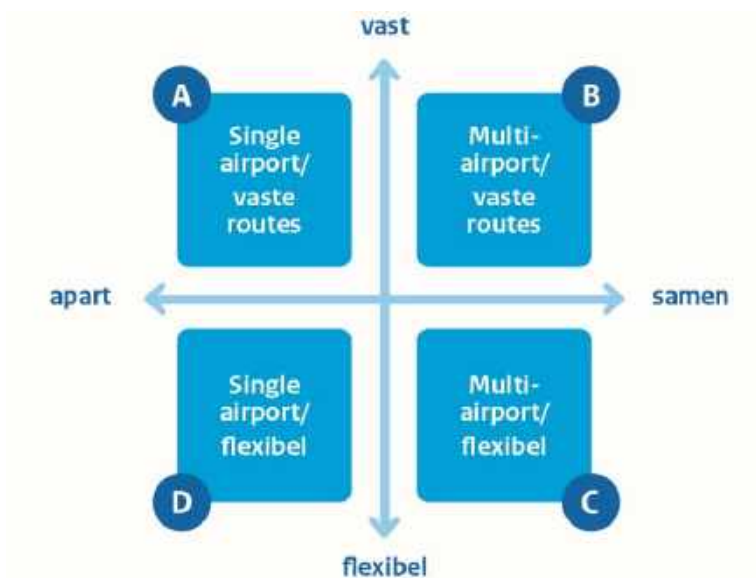 vast
A
B
Single
airport/
vaste
routes
Multi-
airport/
vaste
routes
apart
samen
Single
airport/
flexibel
Multi-
airport/
flexibel
D
C
flexibel